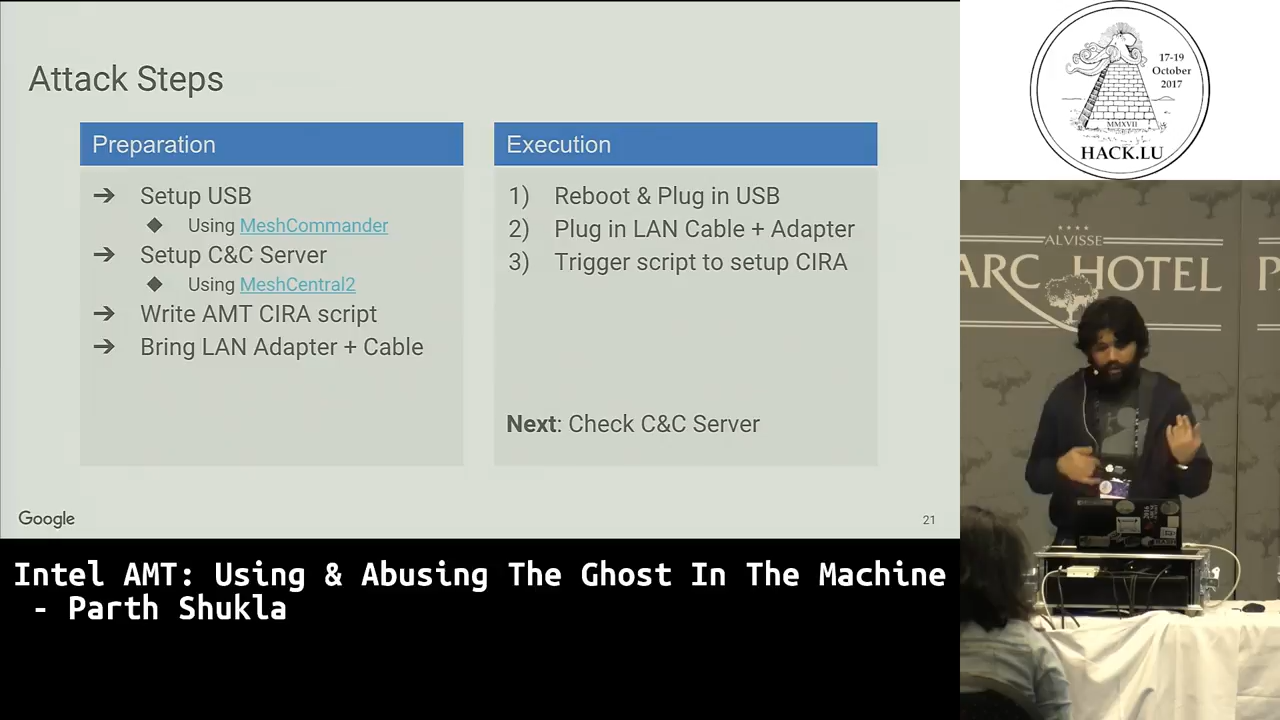 Attack Steps
Preparation
➔ Setup USB
◆ Using MeshCommander
➔ Setup C&C Server
◆ Using MeshCentral2
➔ Write AMT CIRA script
➔ Bring LAN Adapter + Cable
Execution
1) Reboot & Plug in USB
2) Plug in LAN Cable + Adapter
3) Trigger script to setup CIRA
Next: Check C&C Server
Google
21
17-19
October
2017
MMXVII
HACK.LU
ALVISSE
PARC HOTEL
Intel AMT: Using & Abusing The Ghost In The Machine
- Parth Shukla